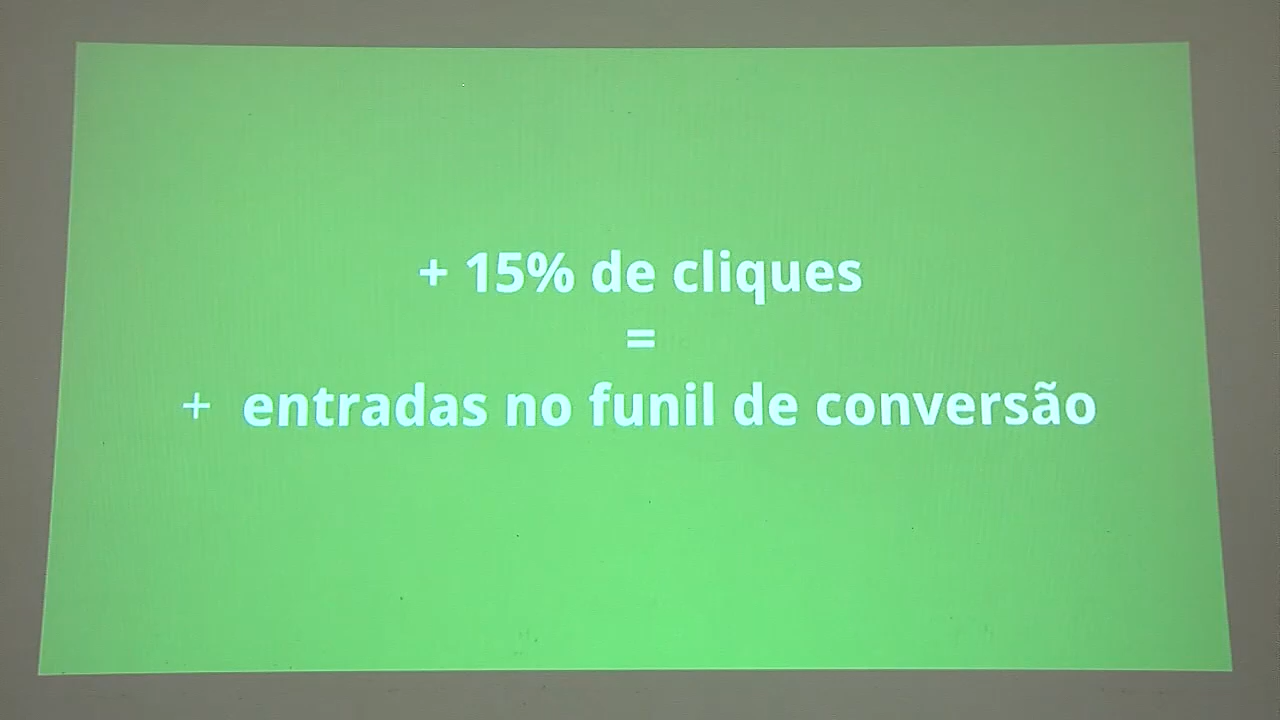 + 15% de cliques
=
+ entradas no funil de conversão